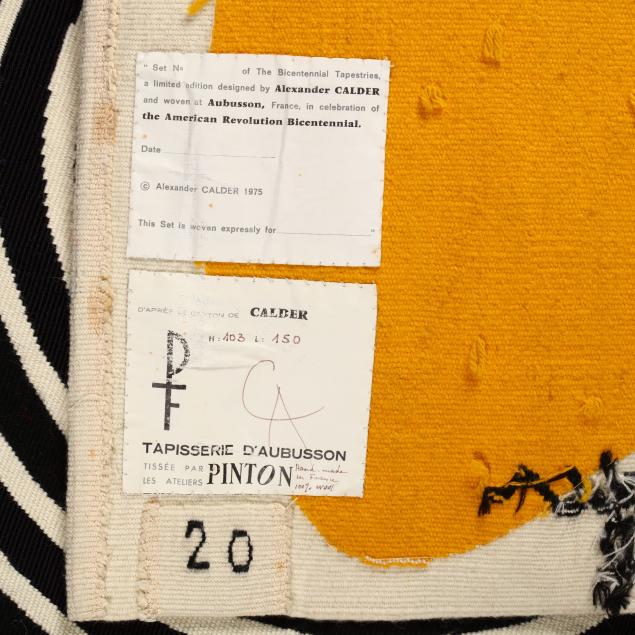 " Set No of The Bicentennial Tapestries,
a limited edition designed by Alexander CALDER
and woven at Aubusson, France, in celebration of
the American Revolution Bicentennial.
Date
© Alexander CALDER 1975
This Set is woven expressly for "
D'APRÈS LE CARTON DE CALDER
H: 103 L: 150
PF
CA
TAPISSERIE D'AUBUSSON
TISSÉE PAR
LES ATELIERS PINTON
Hand-made
in France
100% wool
20